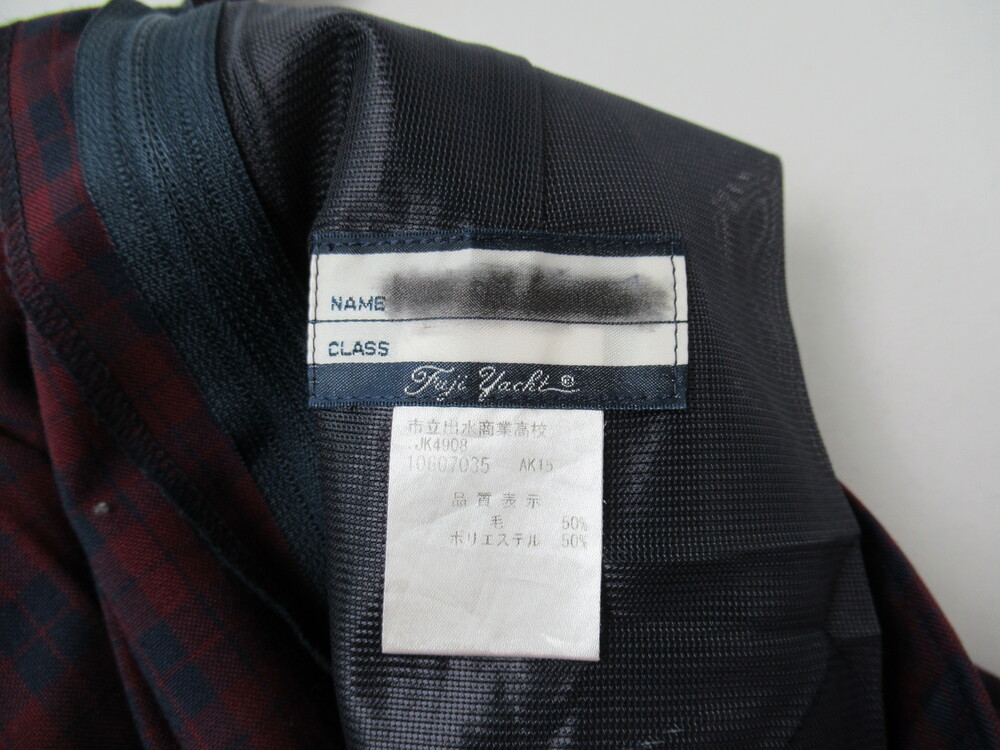 NAME
CLASS
Fuji Yacht®
市立出水商業高校
JK4908
10607035 AK15
品質表示
毛 50%
ポリエステル 50%